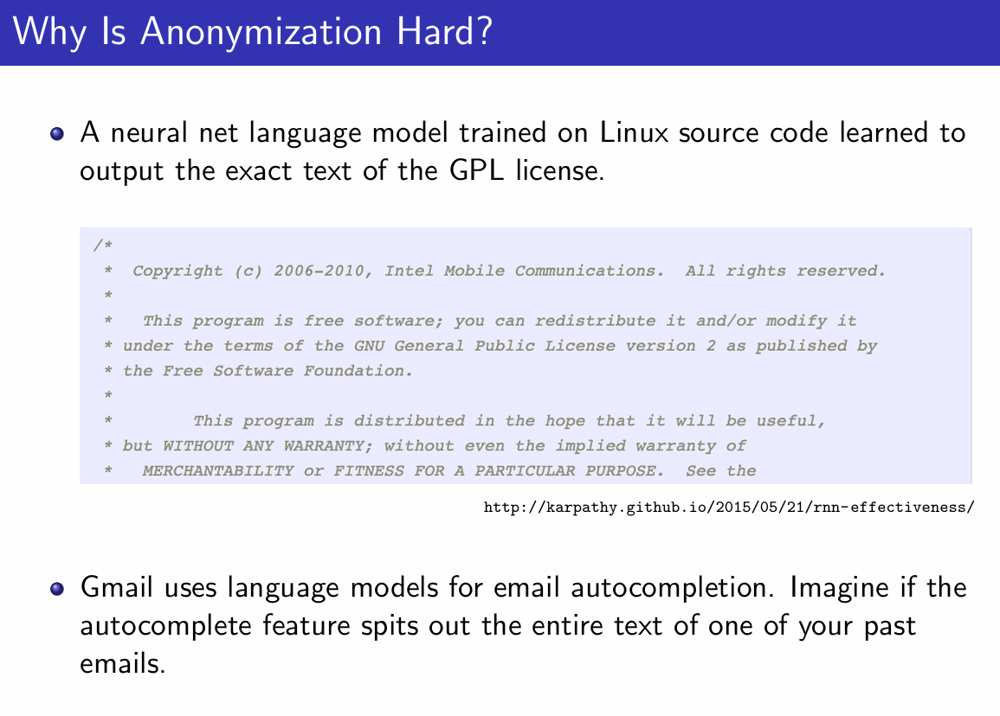 Why Is Anonymization Hard?
A neural net language model trained on Linux source code learned to
output the exact text of the GPL license.
/*
 *  Copyright (c) 2006-2010, Intel Mobile Communications.  All rights reserved.
 *
 *   This program is free software; you can redistribute it and/or modify it
 * under the terms of the GNU General Public License version 2 as published by
 * the Free Software Foundation.
 *
 *        This program is distributed in the hope that it will be useful,
 * but WITHOUT ANY WARRANTY; without even the implied warranty of
 *   MERCHANTABILITY or FITNESS FOR A PARTICULAR PURPOSE.  See the
http://karpathy.github.io/2015/05/21/rnn-effectiveness/
Gmail uses language models for email autocompletion. Imagine if the
autocomplete feature spits out the entire text of one of your past
emails.